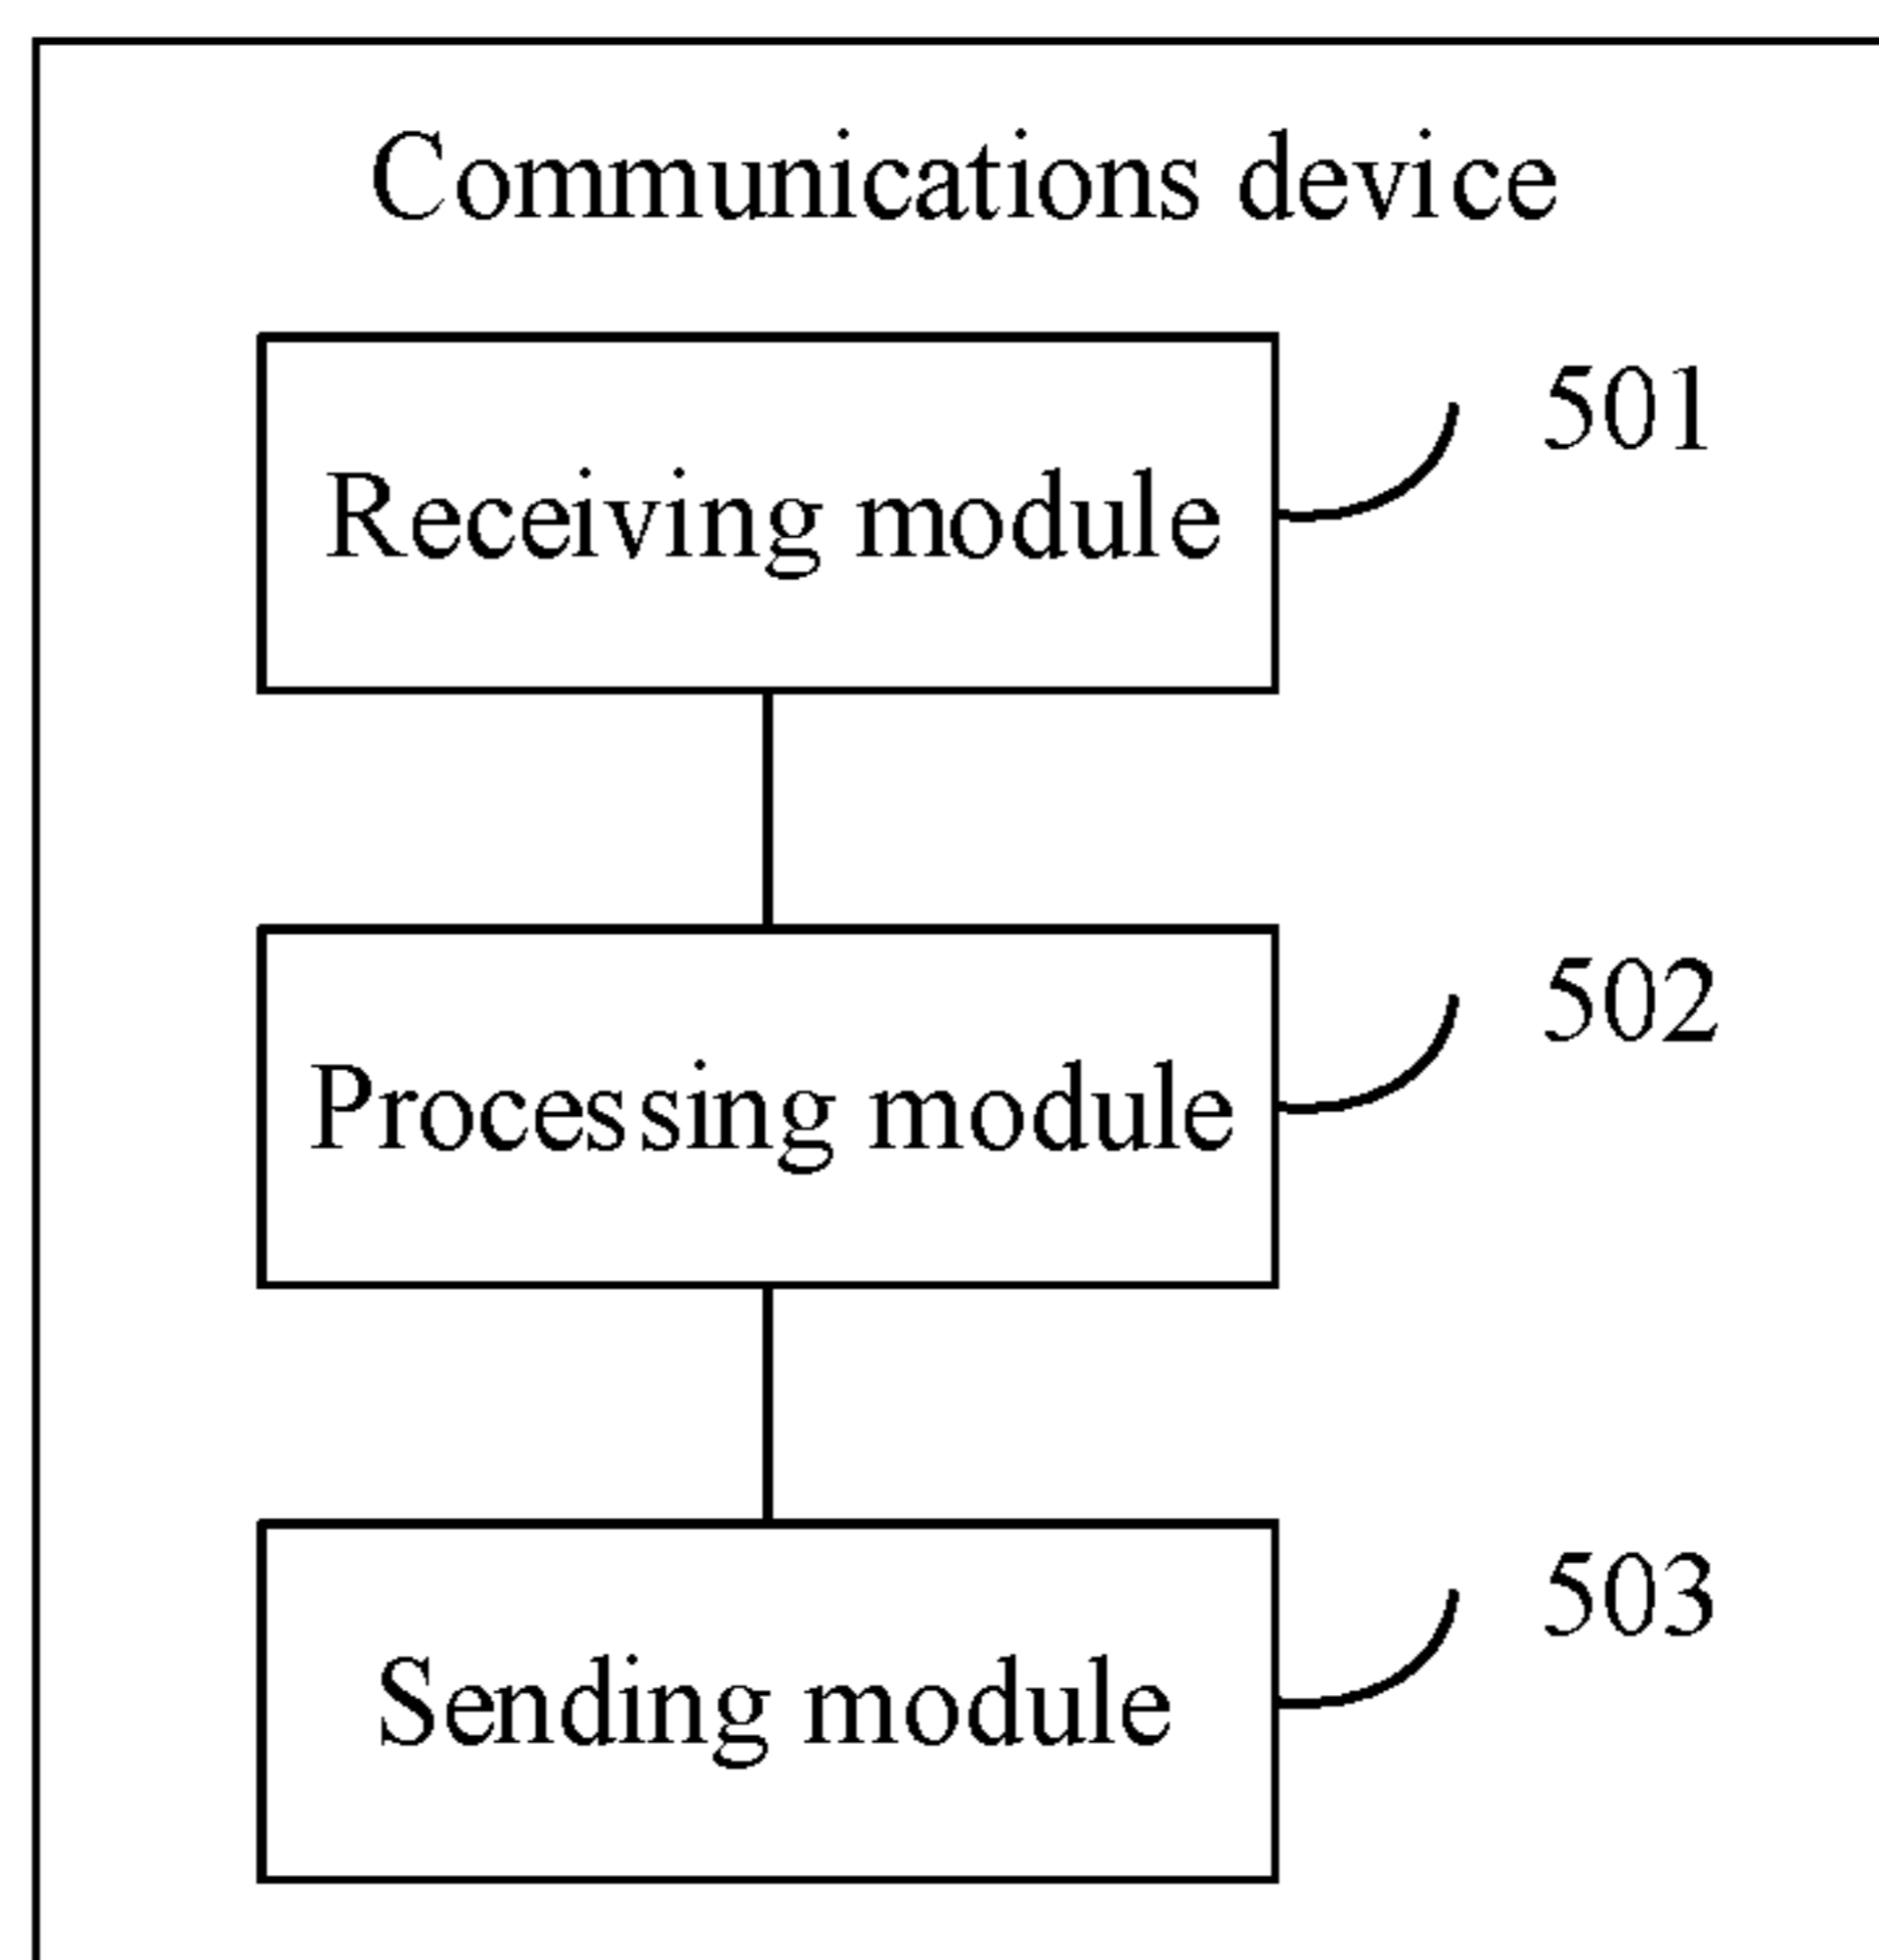 Communications device
Receiving module
501
Processing module
502
Sending module
503